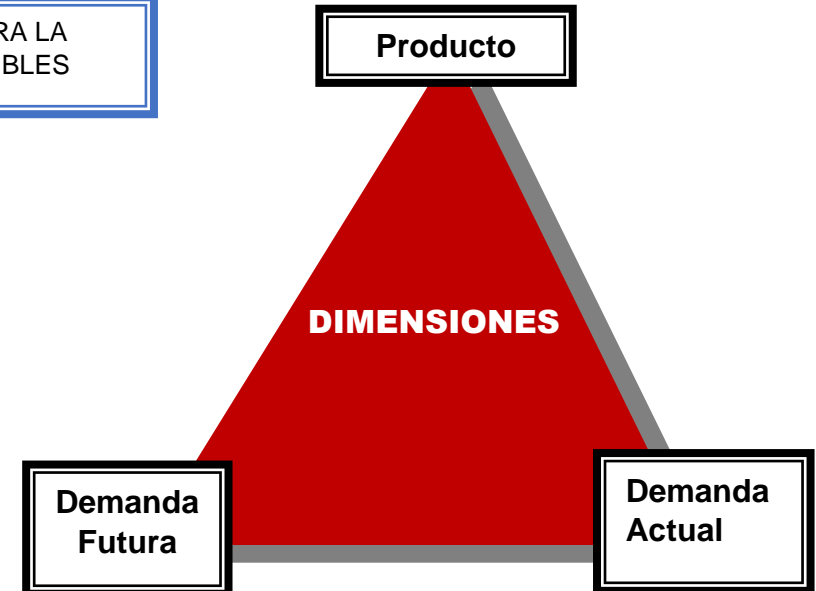 RA LA
BLES
Producto
DIMENSIONES
Demanda
Futura
Demanda
Actual